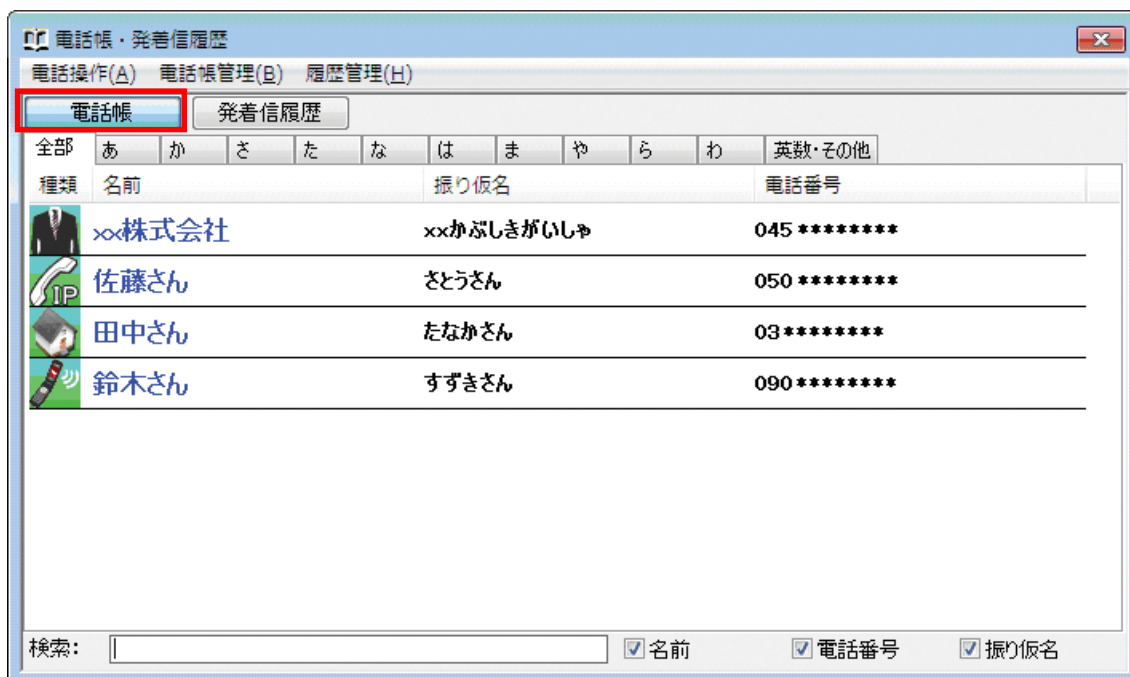 電話帳・発着信履歴
電話操作(A) 電話帳管理(B) 履歴管理(H)
電話帳 発着信履歴
全部 あ か さ た な は ま や ら わ 英数・その他
種類 名前 振り仮名 電話番号
xx株式会社 xxかぶしきがいしゃ 045********
IP 佐藤さん さとうさん 050********
田中さん たなかさん 03********
鈴木さん すずきさん 090********
検索: 名前 電話番号 振り仮名